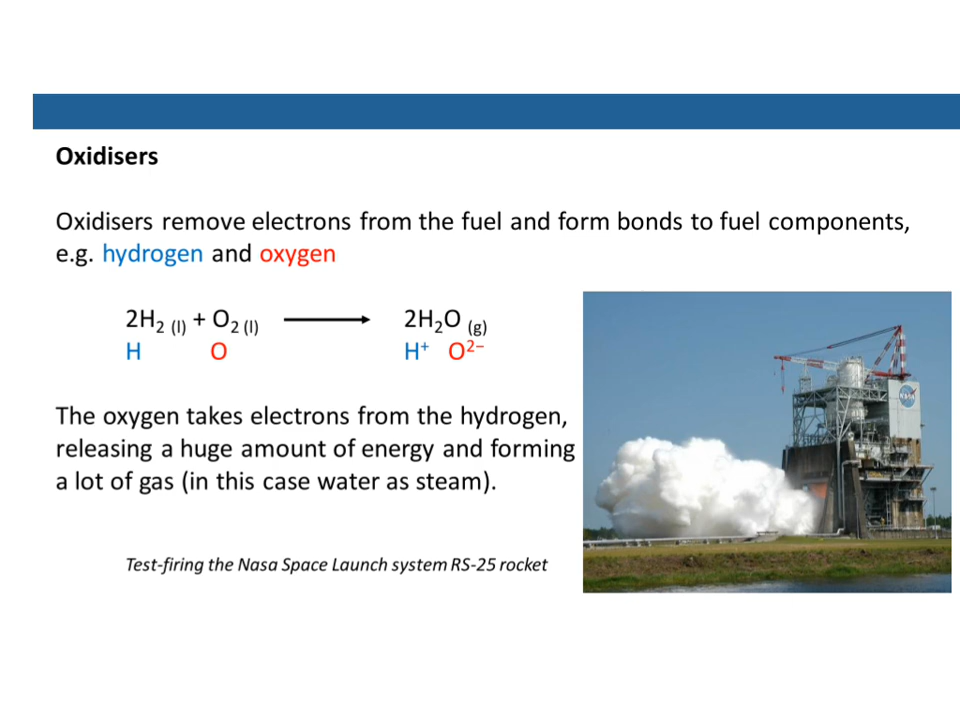 Oxidisers
Oxidisers remove electrons from the fuel and form bonds to fuel components,
e.g. hydrogen and oxygen
2H₂ (l) + O₂ (l) ⟶ 2H₂O (g)
H O H⁺ O²⁻
The oxygen takes electrons from the hydrogen,
releasing a huge amount of energy and forming
a lot of gas (in this case water as steam).
NASA
Test-firing the Nasa Space Launch system RS-25 rocket